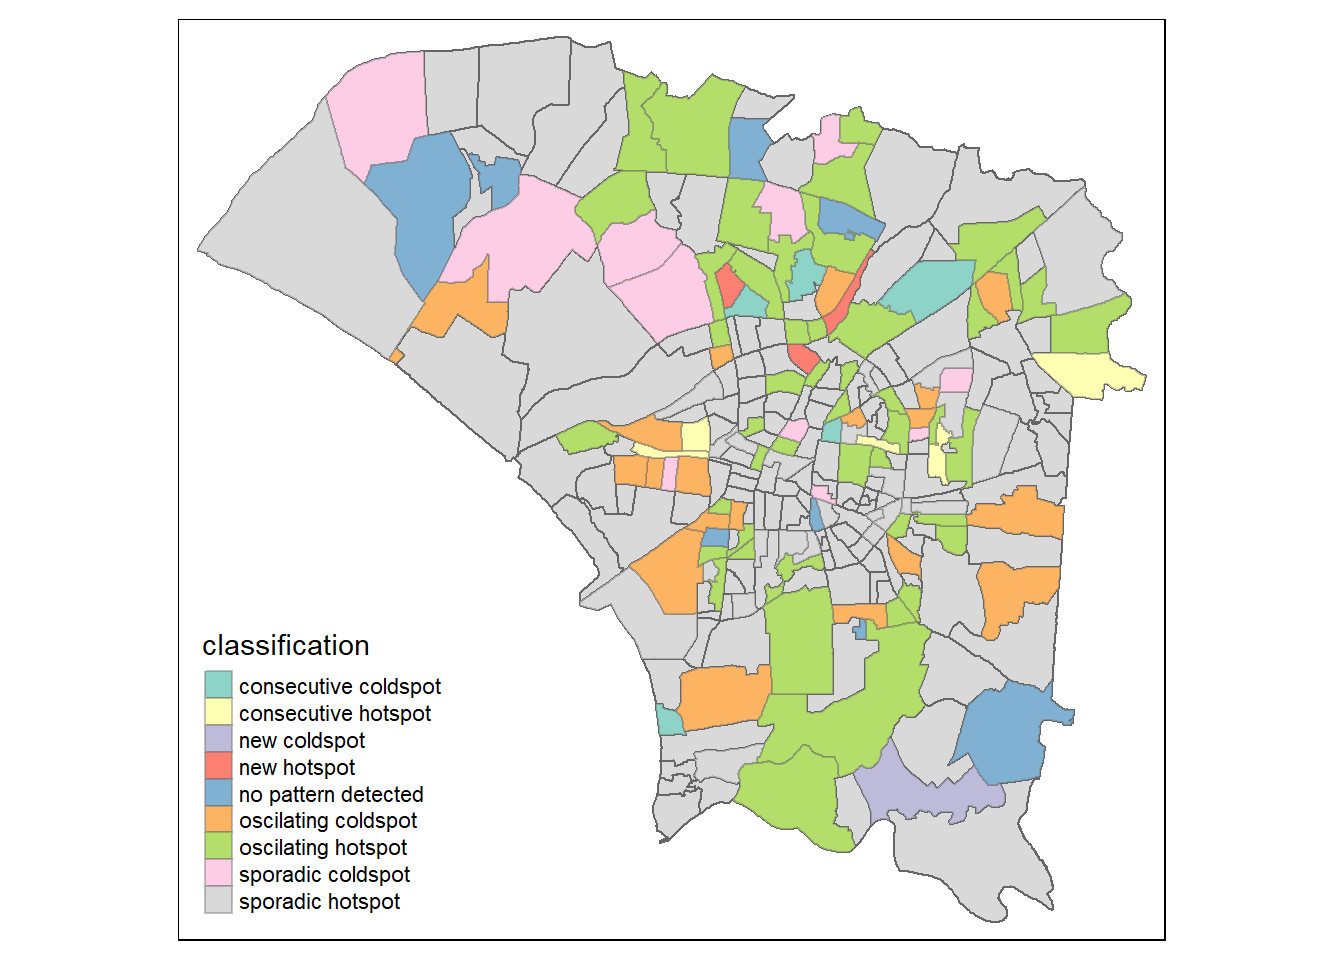 classification
consecutive coldspot
consecutive hotspot
new coldspot
new hotspot
no pattern detected
oscilating coldspot
oscilating hotspot
sporadic coldspot
sporadic hotspot